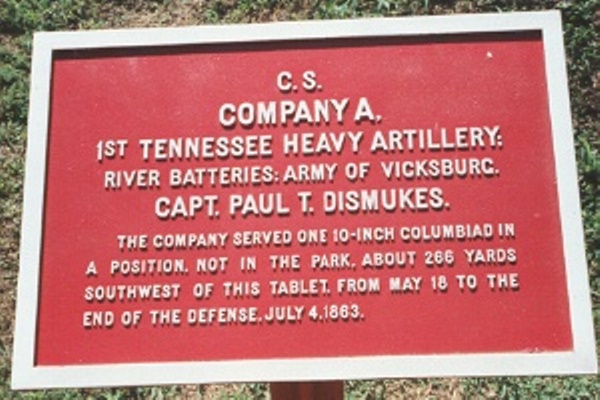 C. S.
COMPANY A,
1ST TENNESSEE HEAVY ARTILLERY;
RIVER BATTERIES: ARMY OF VICKSBURG.
CAPT. PAUL T. DISMUKES.
THE COMPANY SERVED ONE 10-INCH COLUMBIAD IN
A POSITION, NOT IN THE PARK, ABOUT 266 YARDS
SOUTHWEST OF THIS TABLET, FROM MAY 18 TO THE
END OF THE DEFENSE, JULY 4, 1863.